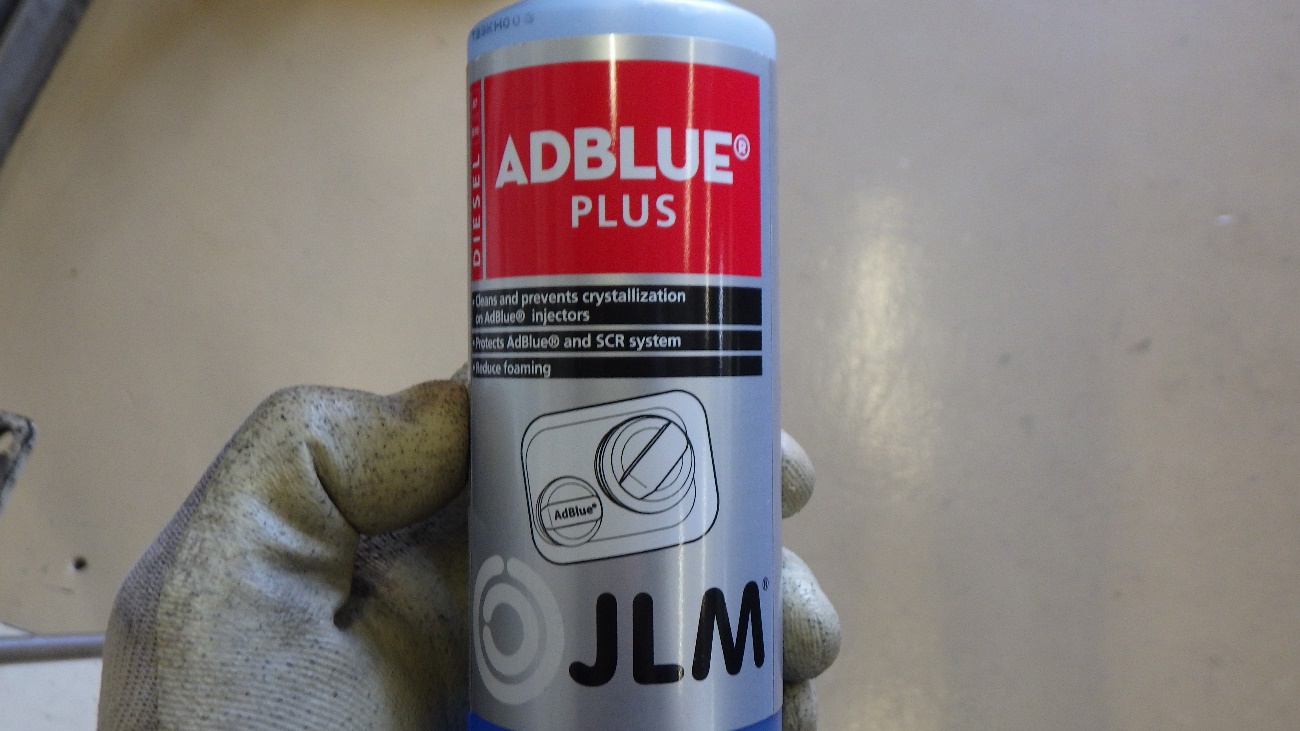 ADBLUE®
PLUS
DIESEL
• Cleans and prevents crystallization
on AdBlue® injectors
• Protects AdBlue® and SCR system
• Reduce foaming
AdBlue®
JLM®